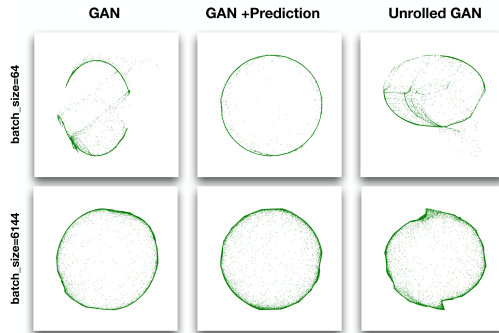 GAN
GAN +Prediction
Unrolled GAN
batch_size=64
batch_size=6144